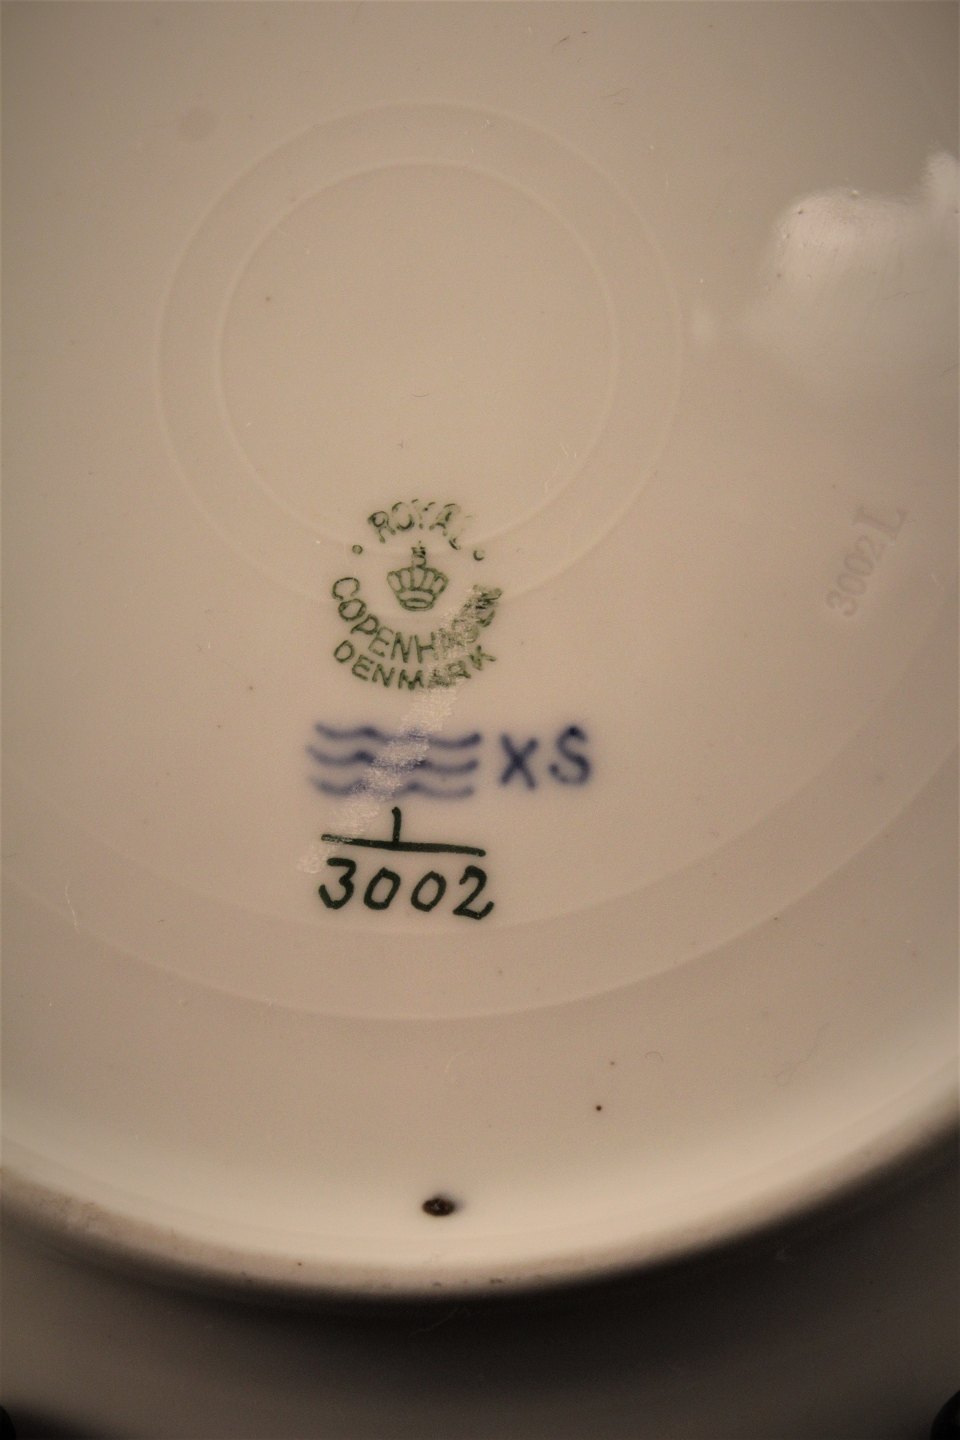 ROYAL
COPENHAGEN
DENMARK
XS
1
3002
3002 L